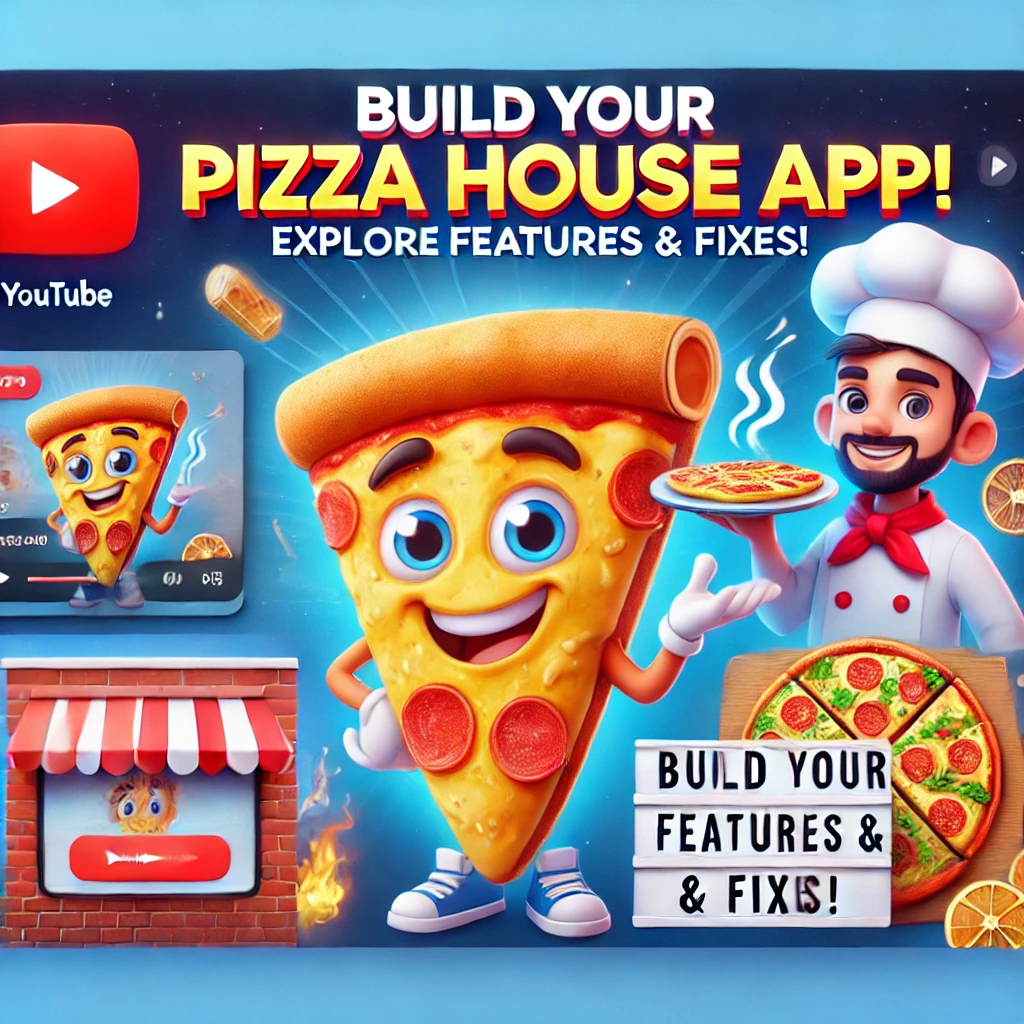 BUILD YOUR
PIZZA HOUSE APP!
EXPLORE FEATURES & FIXES!
YouTube
BUILD YOUR
FEATURES &
& FIXES!